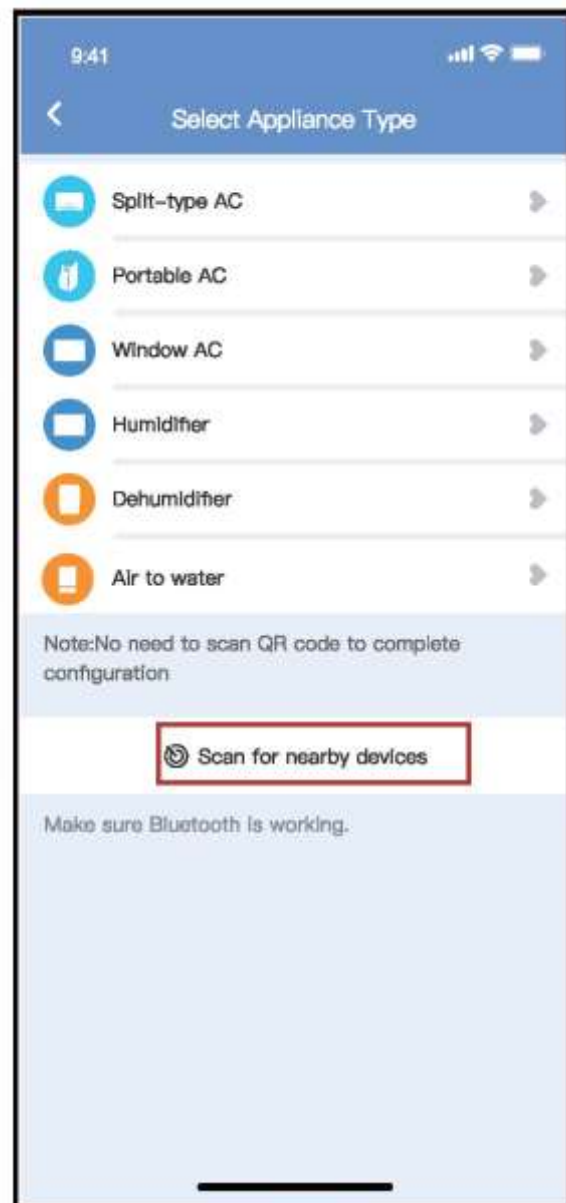 9:41
Select Appliance Type
Split-type AC
Portable AC
Window AC
Humidifier
Dehumidifier
Air to water
Note:No need to scan QR code to complete
configuration
Scan for nearby devices
Make sure Bluetooth is working.